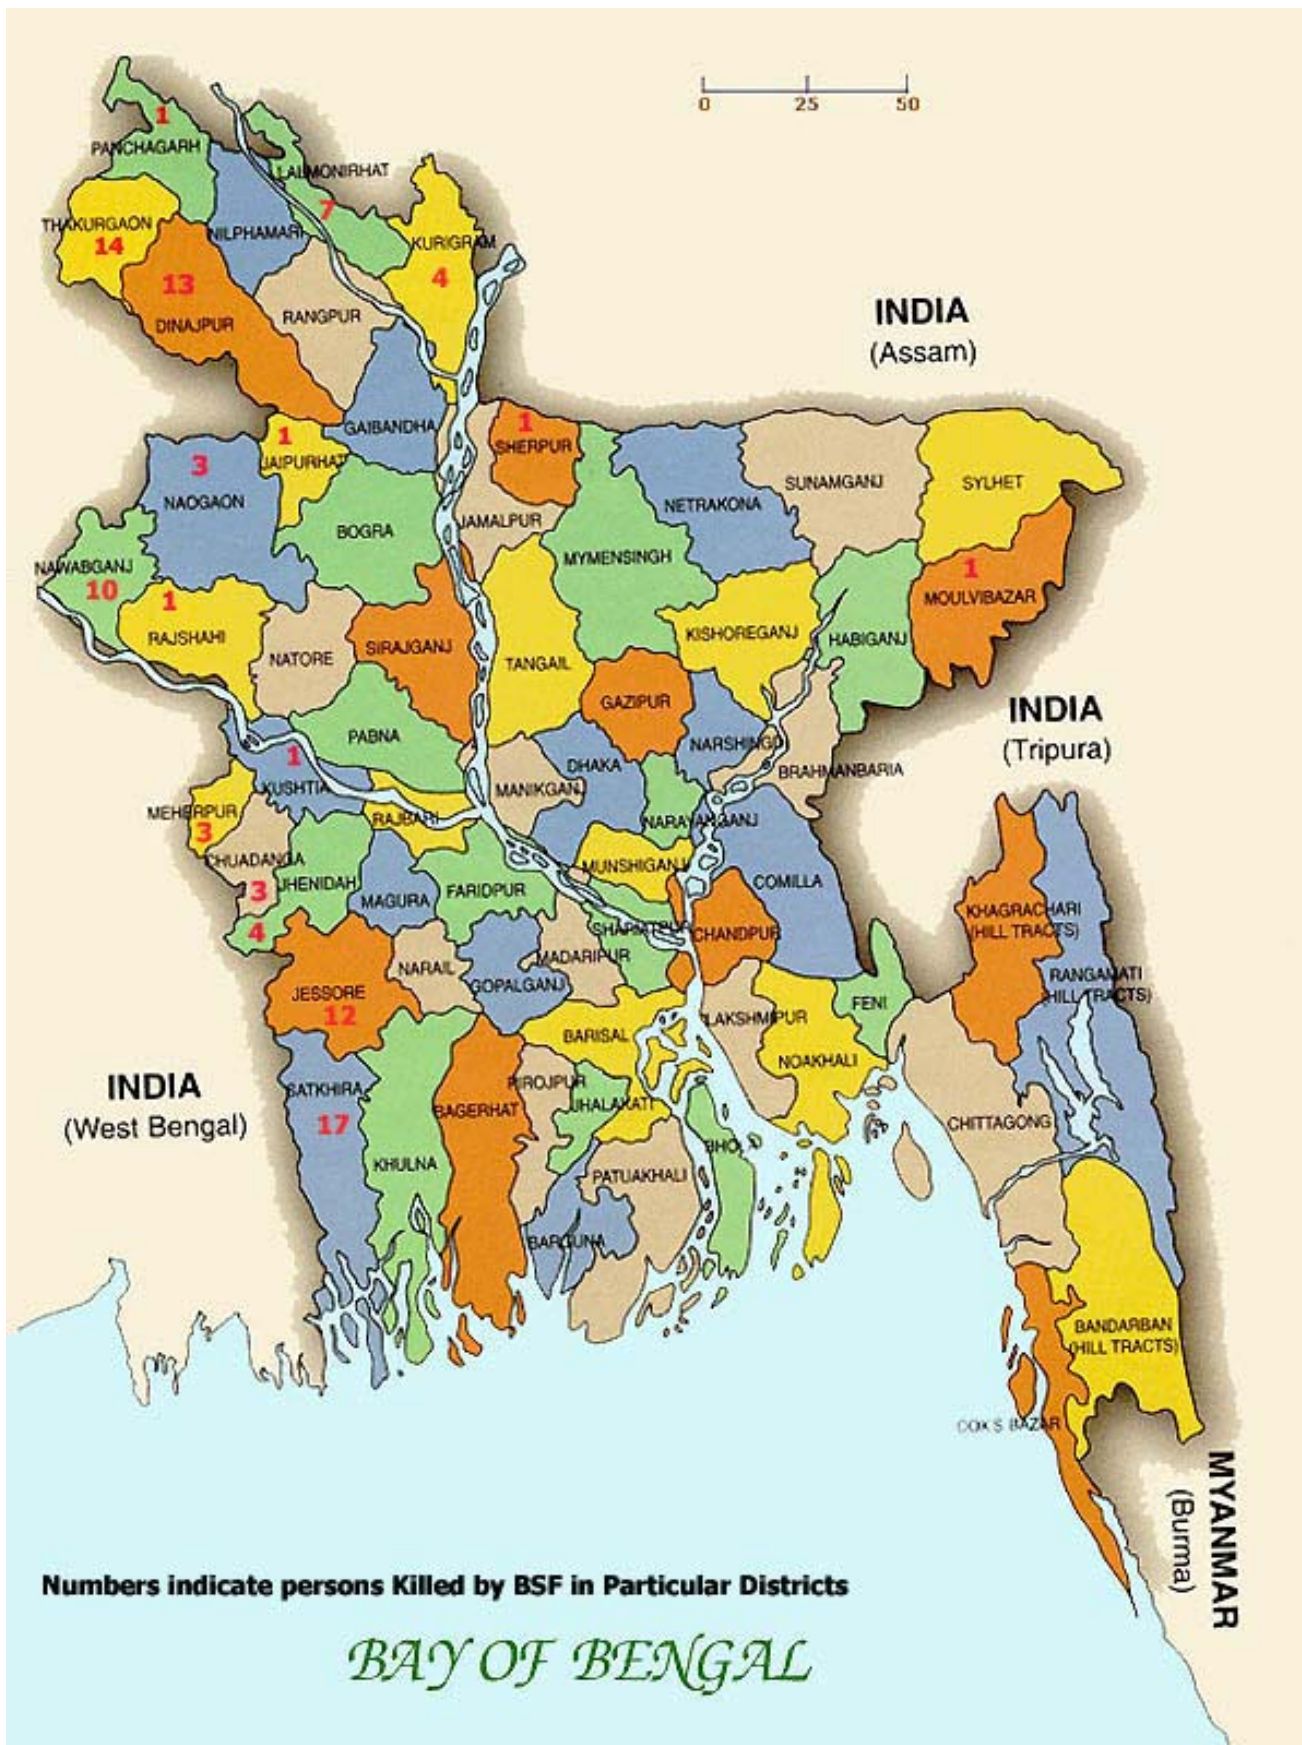 0 25 50
1
PANCHAGARH
LALMONIRHAT
7
THAKURGAON
14
NILPHAMARI
KURIGRAM
4
13
DINAJPUR
RANGPUR
INDIA
(Assam)
GAIBANDHA
1
JAIPURHAT
1
SHERPUR
3
NAOGAON
SUNAMGANJ
SYLHET
NETRAKONA
JAMALPUR
BOGRA
MYMENSINGH
NAWABGANJ
10
1
MOULVIBAZAR
1
RAJSHAHI
KISHOREGANJ
HABIGANJ
SIRAJGANJ
NATORE
TANGAIL
GAZIPUR
INDIA
(Tripura)
PABNA
NARSHINGDI
1
KUSHTIA
DHAKA
BRAHMANBARIA
MANIKGANJ
MEHERPUR
3
RAJBARI
NARAYANGANJ
CHUADANGA
3
JHENIDAH
4
MUNSHIGANJ
COMILLA
MAGURA
FARIDPUR
KHAGRACHARI
(HILL TRACTS)
SHARIATPUR
CHANDPUR
MADARIPUR
NARAIL
GOPALGANJ
RANGAMATI
(HILL TRACTS)
JESSORE
12
FENI
LAKSHMIPUR
BARISAL
NOAKHALI
INDIA
(West Bengal)
SATKHIRA
17
PIROJPUR
JHALAKATI
BAGERHAT
CHITTAGONG
BHOLA
KHULNA
PATUAKHALI
BARGUNA
BANDARBAN
(HILL TRACTS)
COX S BAZAR
MYANMAR
(Burma)
Numbers indicate persons Killed by BSF in Particular Districts
BAY OF BENGAL